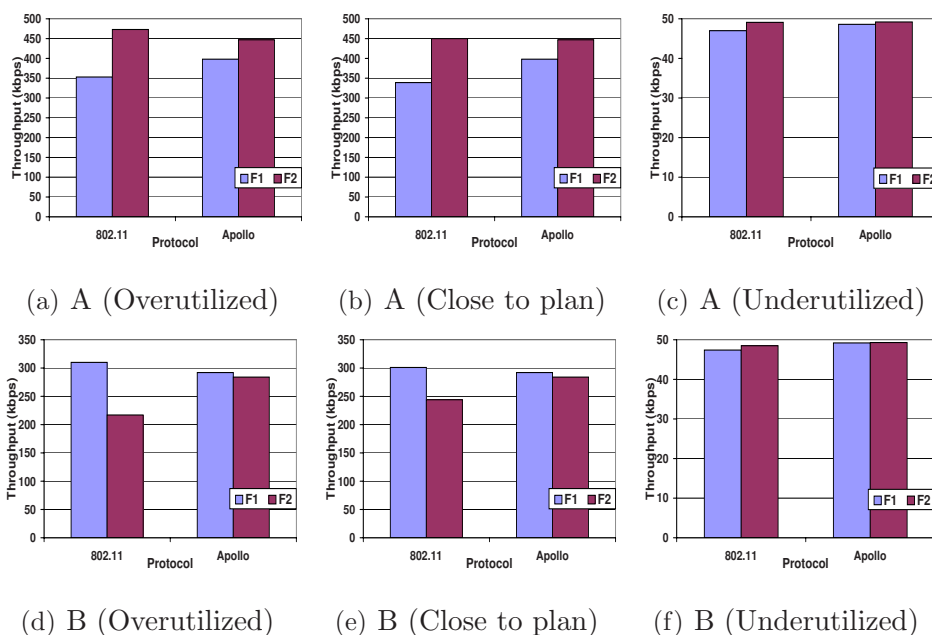 Throughput (kbps)
500
450
400
350
300
250
200
150
100
50
0
F1 F2
802.11 Apollo
Protocol
(a) A (Overutilized)
Throughput (kbps)
500
450
400
350
300
250
200
150
100
50
0
F1 F2
802.11 Apollo
Protocol
(b) A (Close to plan)
Throughput (kbps)
50
40
30
20
10
0
F1 F2
802.11 Apollo
Protocol
(c) A (Underutilized)
Throughput (kbps)
350
300
250
200
150
100
50
0
F1 F2
802.11 Apollo
Protocol
(d) B (Overutilized)
Throughput (kbps)
350
300
250
200
150
100
50
0
F1 F2
802.11 Apollo
Protocol
(e) B (Close to plan)
Throughput (kbps)
50
40
30
20
10
0
F1 F2
802.11 Apollo
Protocol
(f) B (Underutilized)